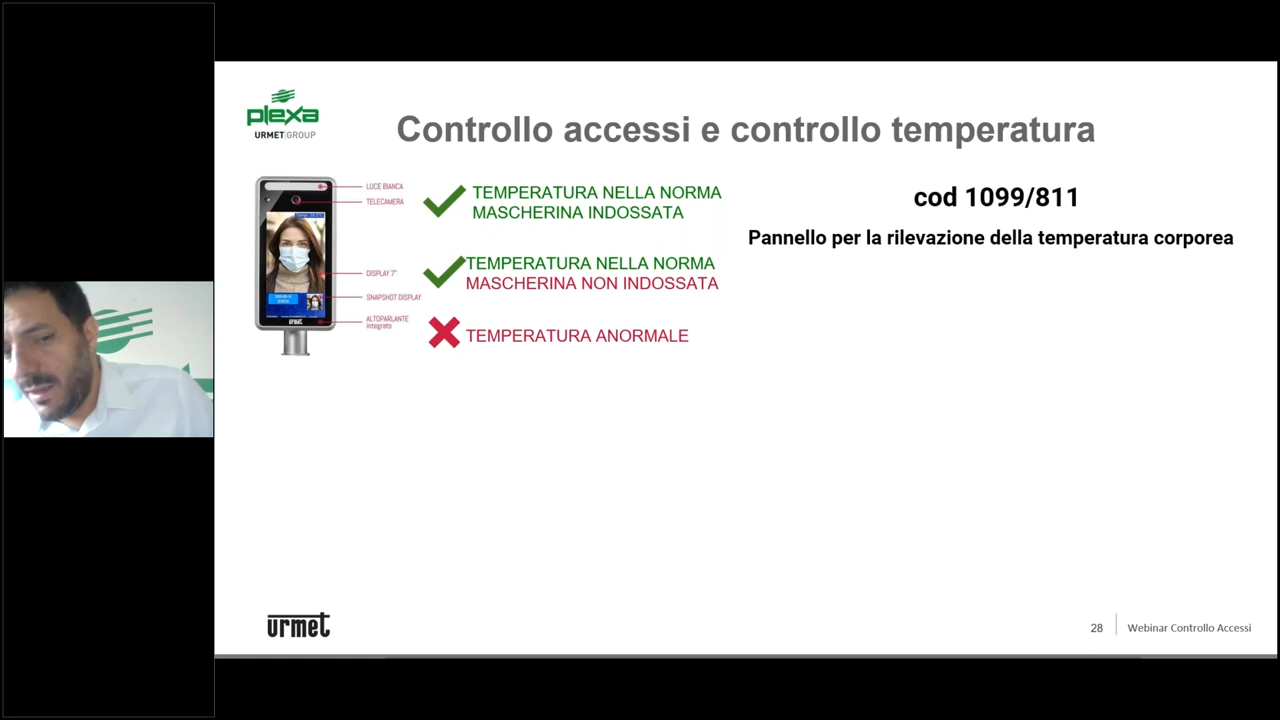 plexa
URMET GROUP
Controllo accessi e controllo temperatura
LUCE BIANCA
TELECAMERA
DISPLAY 7"
SNAPSHOT DISPLAY
ALTOPARLANTE
integrato
urmet
TEMPERATURA NELLA NORMA
MASCHERINA INDOSSATA
TEMPERATURA NELLA NORMA
MASCHERINA NON INDOSSATA
TEMPERATURA ANORMALE
cod 1099/811
Pannello per la rilevazione della temperatura corporea
urmet
28
Webinar Controllo Accessi